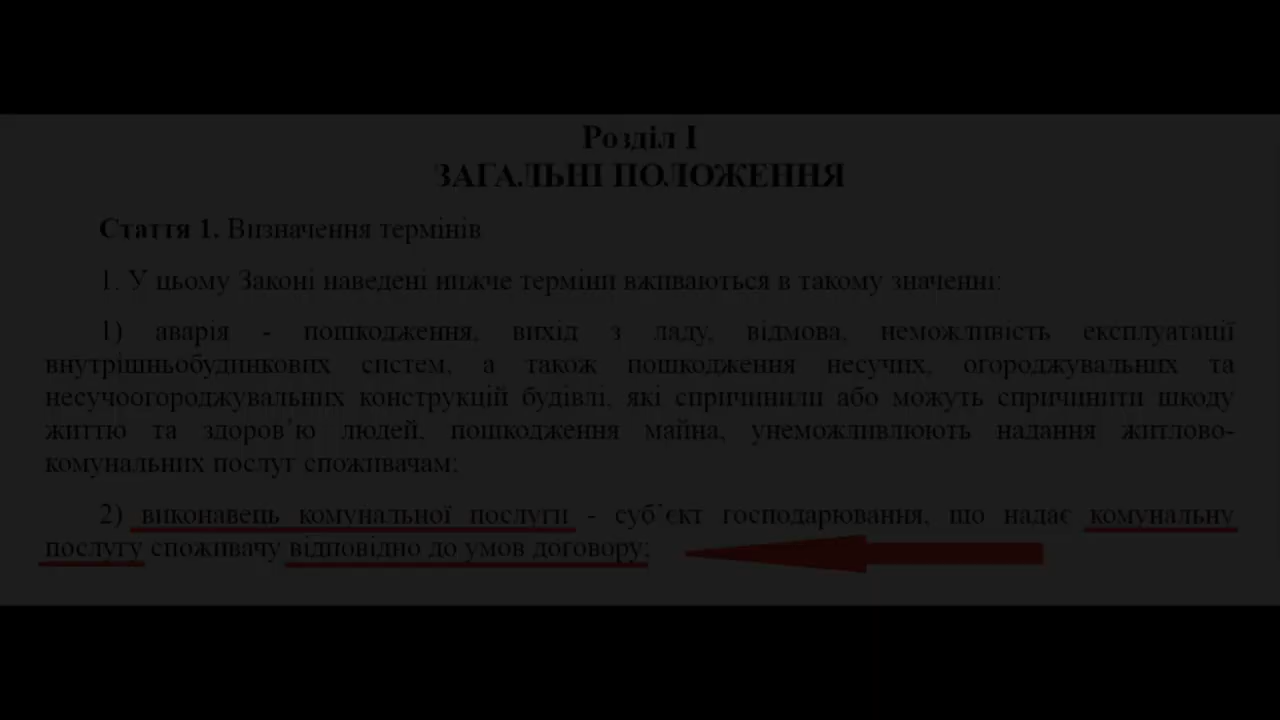 Розділ I
ЗАГАЛЬНІ ПОЛОЖЕННЯ
Стаття 1. Визначення термінів
1. У цьому Законі наведені нижче терміни вживаються в такому значенні:
1) аварія - пошкодження, вихід з ладу, відмова, неможливість експлуатації
внутрішньобудинкових систем, а також пошкодження несучих, огороджувальних та
несучоогороджувальних конструкцій будівлі, які спричинили або можуть спричинити шкоду
життю та здоров`ю людей, пошкодження майна, унеможливлюють надання житлово-
комунальних послуг споживачам;
2) виконавець комунальної послуги - суб`єкт господарювання, що надає комунальну
послугу споживачу відповідно до умов договору;